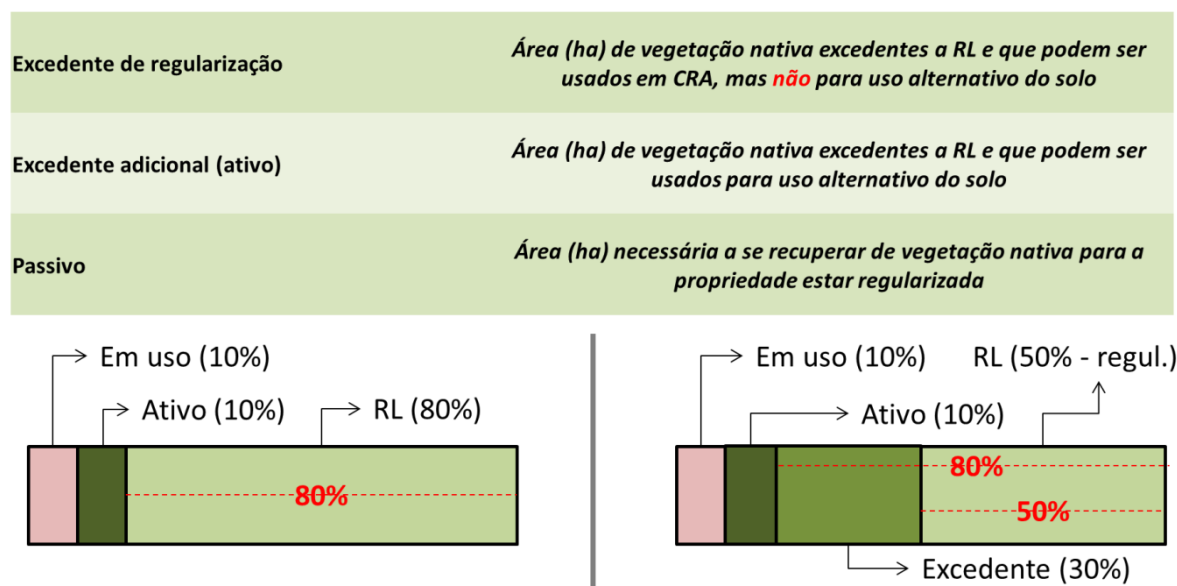 Excedente de regularização
Área (ha) de vegetação nativa excedentes a RL e que podem ser
usados em CRA, mas não para uso alternativo do solo
Excedente adicional (ativo)
Área (ha) de vegetação nativa excedentes a RL e que podem ser
usados para uso alternativo do solo
Passivo
Área (ha) necessária a se recuperar de vegetação nativa para a
propriedade estar regularizada
Em uso (10%)
Ativo (10%)
RL (80%)
80%
Em uso (10%)
RL (50% - regul.)
Ativo (10%)
80%
50%
Excedente (30%)